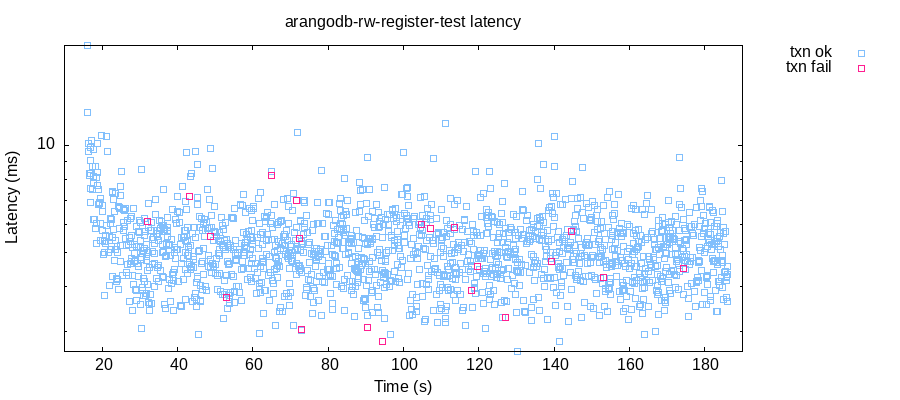 arangodb-rw-register-test latency
txn ok
txn fail
10
Latency (ms)
20 40 60 80 100 120 140 160 180
Time (s)